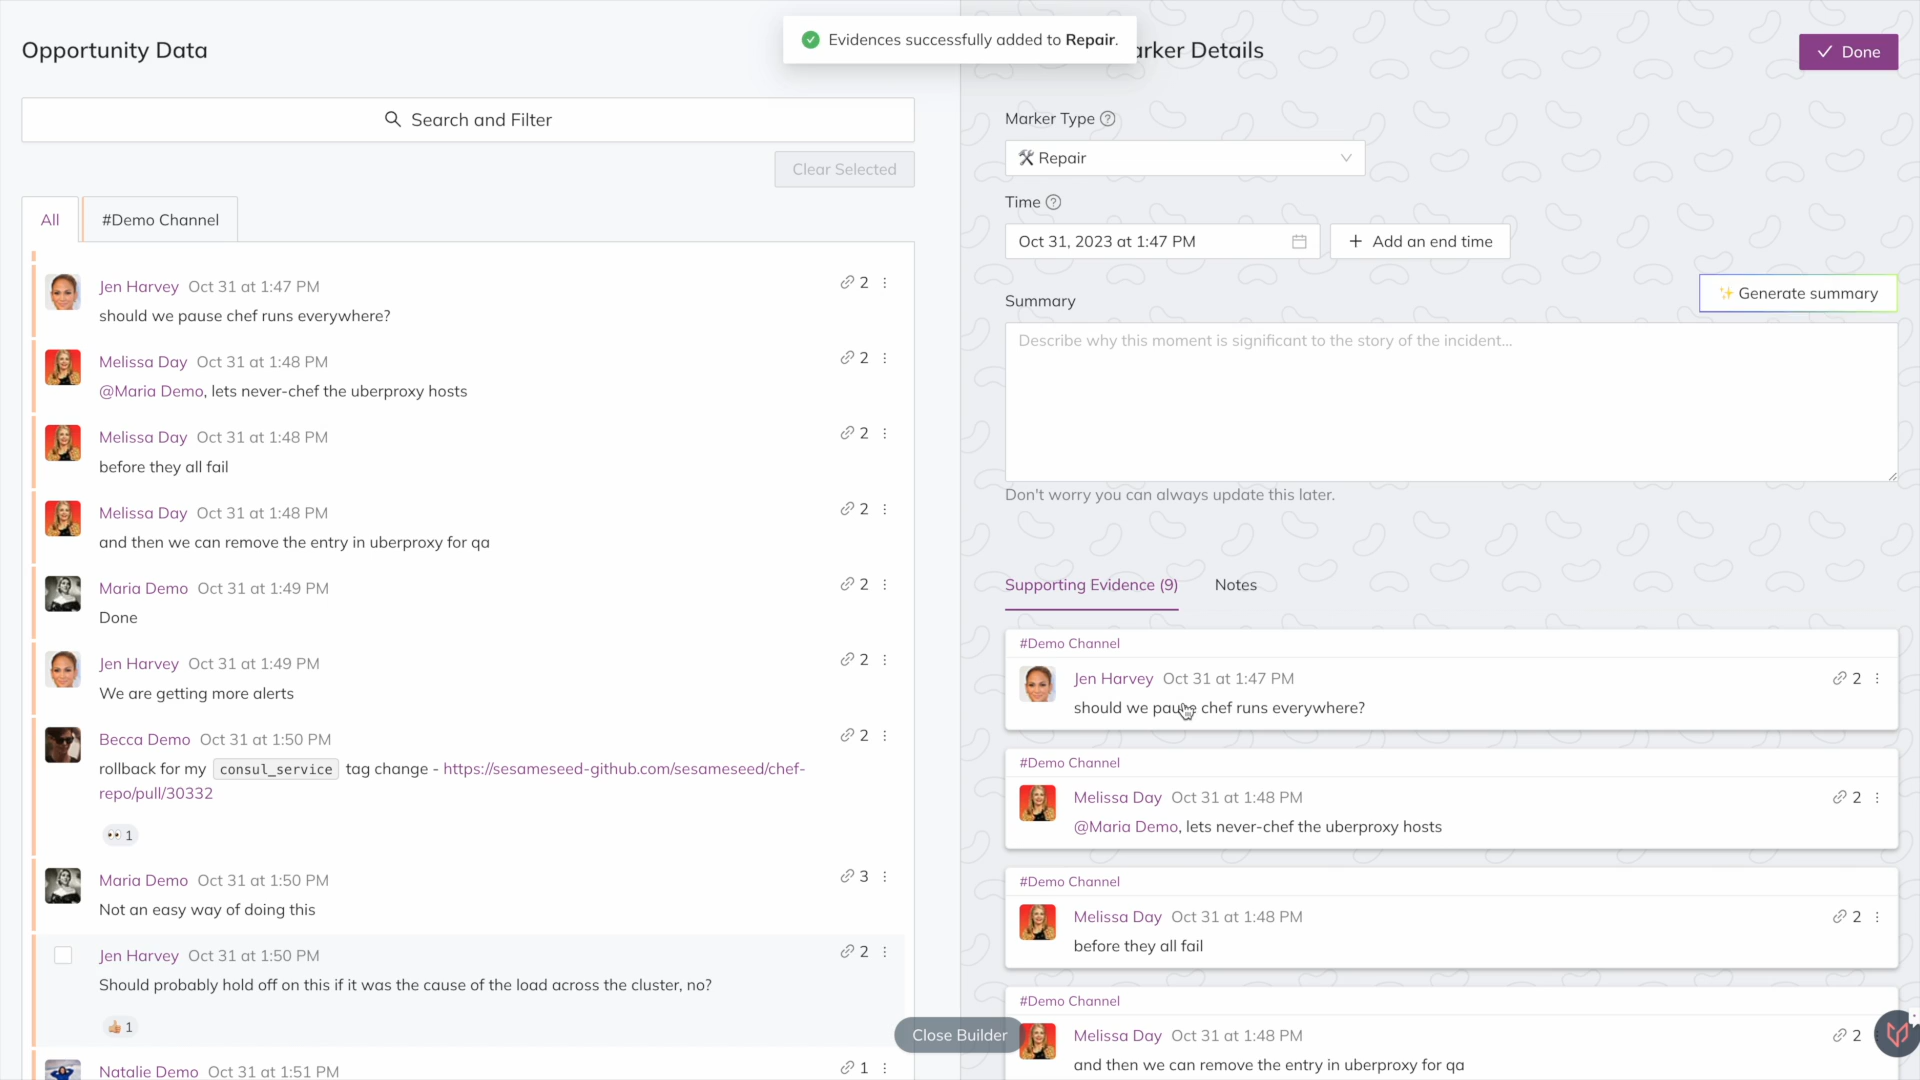 Opportunity Data
Evidences successfully added to Repair.
arker Details
Done
Search and Filter
Clear Selected
All
#Demo Channel
Jen Harvey Oct 31 at 1:47 PM 2
should we pause chef runs everywhere?
Melissa Day Oct 31 at 1:48 PM 2
@Maria Demo, lets never-chef the uberproxy hosts
Melissa Day Oct 31 at 1:48 PM 2
before they all fail
Melissa Day Oct 31 at 1:48 PM 2
and then we can remove the entry in uberproxy for qa
Maria Demo Oct 31 at 1:49 PM 2
Done
Jen Harvey Oct 31 at 1:49 PM 2
We are getting more alerts
Becca Demo Oct 31 at 1:50 PM 2
rollback for my consul_service tag change - https://sesameseed-github.com/sesameseed/chef-
repo/pull/30332
1
Maria Demo Oct 31 at 1:50 PM 3
Not an easy way of doing this
Jen Harvey Oct 31 at 1:50 PM 2
Should probably hold off on this if it was the cause of the load across the cluster, no?
1
Natalie Demo Oct 31 at 1:51 PM 1
Close Builder
Marker Type
Repair
Time
Oct 31, 2023 at 1:47 PM
Add an end time
Summary
Generate summary
Describe why this moment is significant to the story of the incident...
Don't worry you can always update this later.
Supporting Evidence (9)
Notes
#Demo Channel
Jen Harvey Oct 31 at 1:47 PM 2
should we pause chef runs everywhere?
#Demo Channel
Melissa Day Oct 31 at 1:48 PM 2
@Maria Demo, lets never-chef the uberproxy hosts
#Demo Channel
Melissa Day Oct 31 at 1:48 PM 2
before they all fail
#Demo Channel
Melissa Day Oct 31 at 1:48 PM 2
and then we can remove the entry in uberproxy for qa